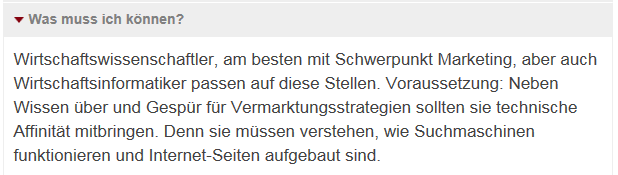 Was muss ich können?
Wirtschaftswissenschaftler, am besten mit Schwerpunkt Marketing, aber auch
Wirtschaftsinformatiker passen auf diese Stellen. Voraussetzung: Neben
Wissen über und Gespür für Vermarktungsstrategien sollten sie technische
Affinität mitbringen. Denn sie müssen verstehen, wie Suchmaschinen
funktionieren und Internet-Seiten aufgebaut sind.